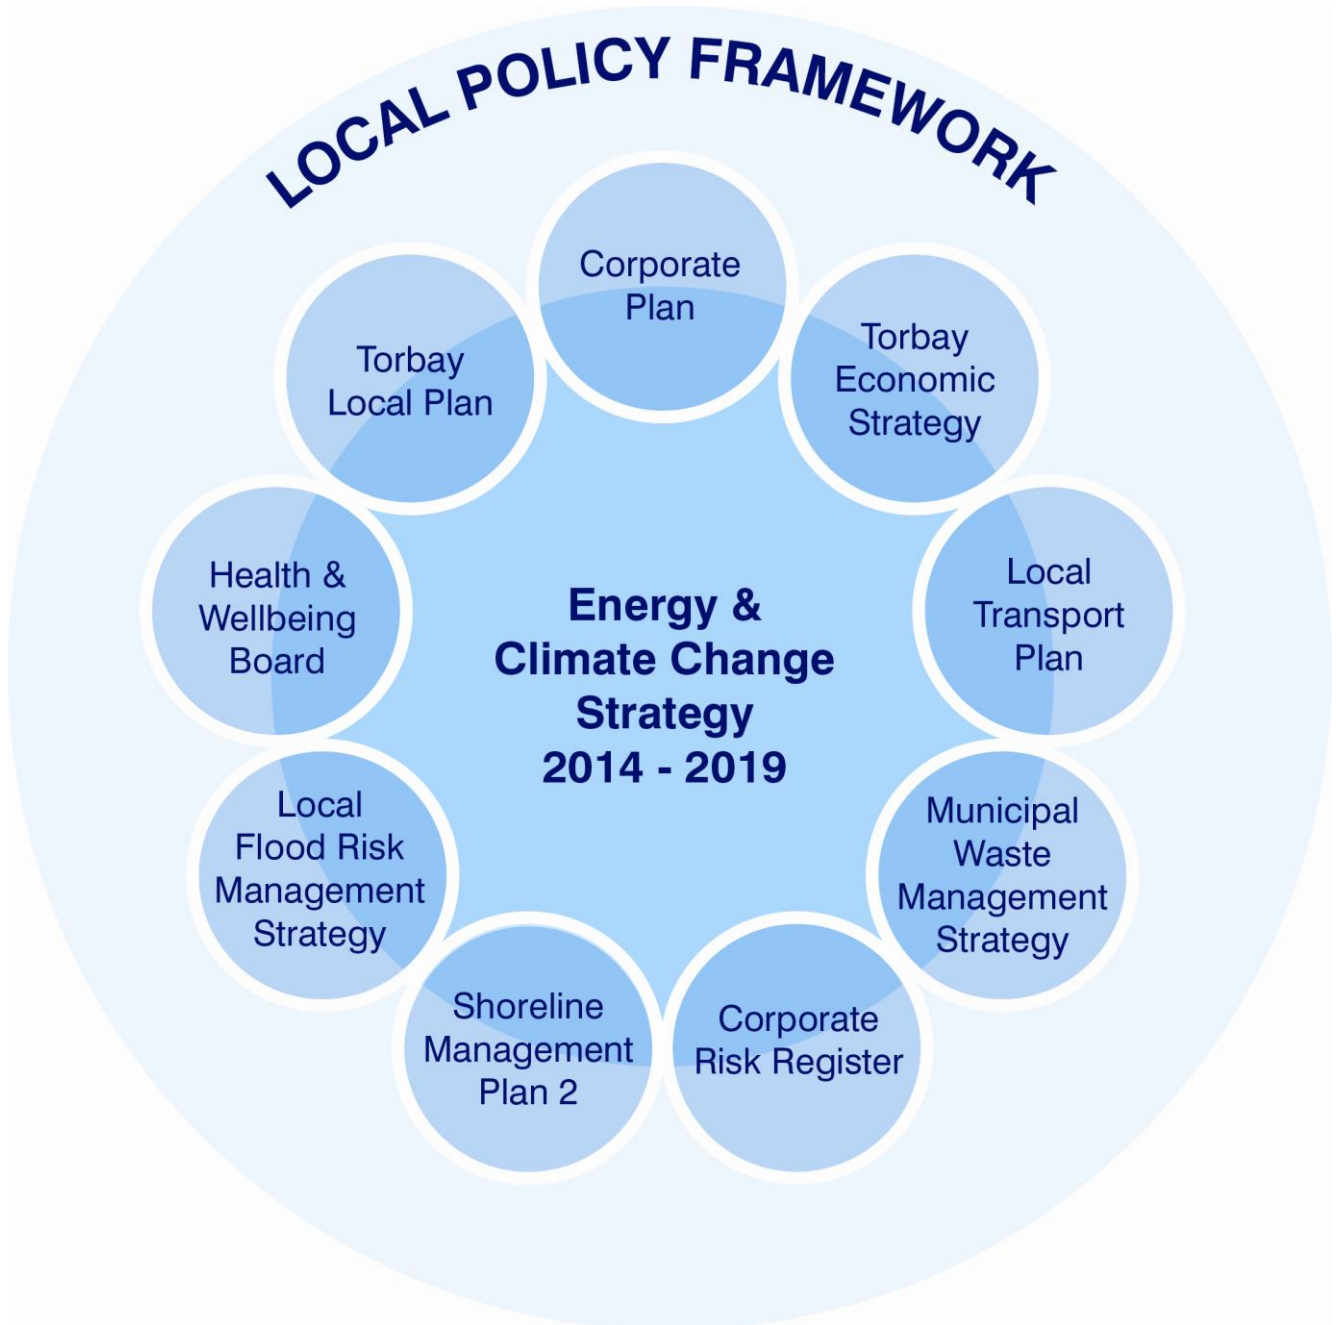 LOCAL POLICY FRAMEWORK
Corporate
Plan
Torbay
Economic
Strategy
Local
Transport
Plan
Municipal
Waste
Management
Strategy
Corporate
Risk Register
Shoreline
Management
Plan 2
Local
Flood Risk
Management
Strategy
Health &
Wellbeing
Board
Torbay
Local Plan
Energy &
Climate Change
Strategy
2014 - 2019